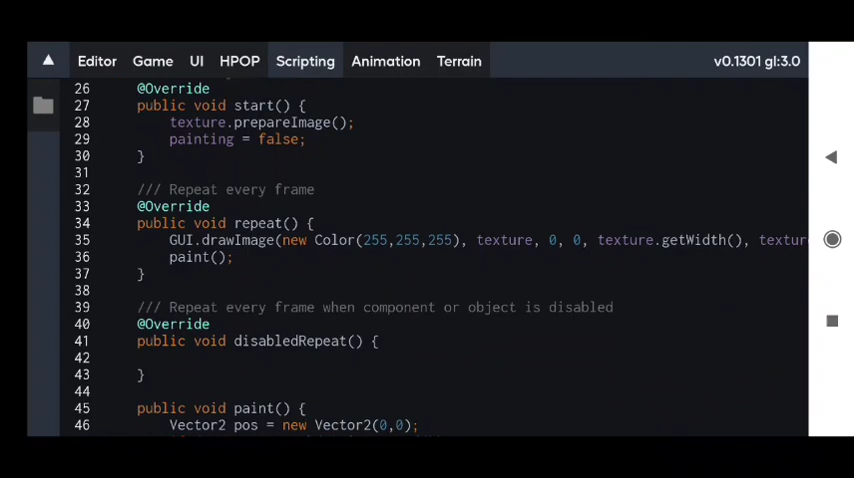 Editor Game UI HPOP Scripting Animation Terrain v0.1301 gl:3.0
26 @Override
27 public void start() {
28 texture.prepareImage();
29 painting = false;
30 }
31
32 /// Repeat every frame
33 @Override
34 public void repeat() {
35 GUI.drawImage(new Color(255,255,255), texture, 0, 0, texture.getWidth(), textur
36 paint();
37 }
38
39 /// Repeat every frame when component or object is disabled
40 @Override
41 public void disabledRepeat() {
42
43 }
44
45 public void paint() {
46 Vector2 pos = new Vector2(0,0);